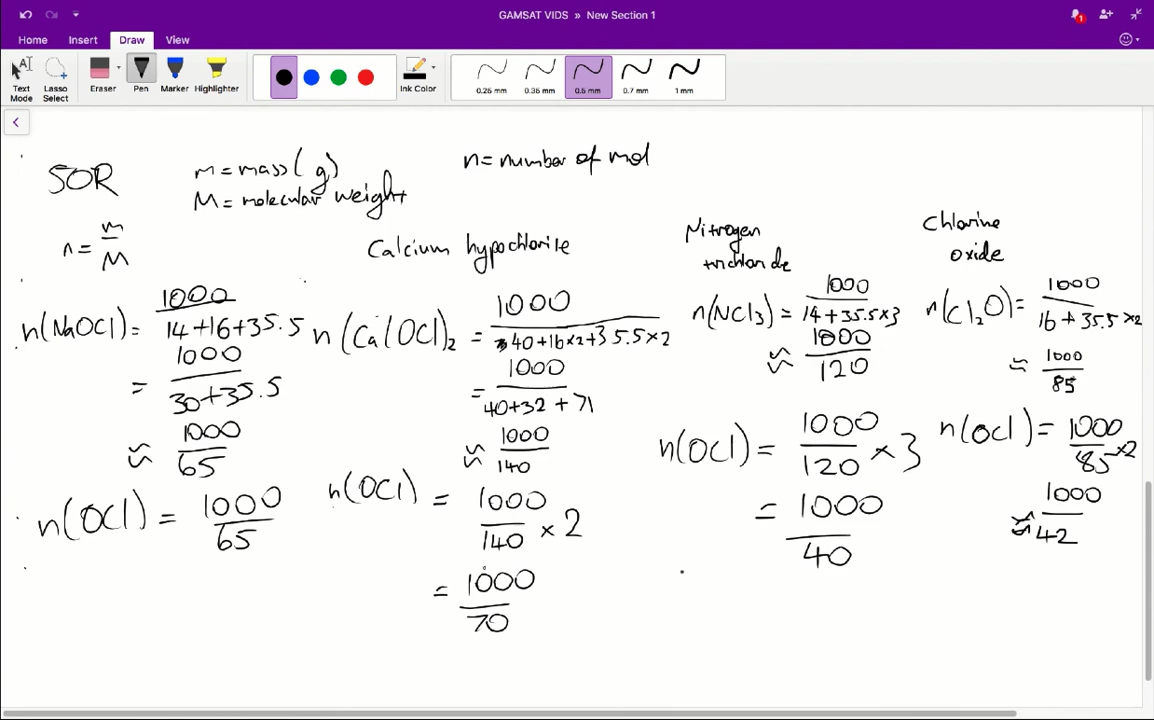 GAMSAT VIDS » New Section 1
1
Home Insert Draw View
Text Mode
Lasso Select
Eraser
Pen
Marker
Highlighter
Ink Color
0.25 mm 0.35 mm 0.5 mm 0.7 mm 1 mm
SOR
m = mass (g)
M = molecular weight
n = number of mol
n = m/M
n(NaOCl) = 1000/(14+16+35.5)
= 1000/(30+35.5)
≈ 1000/65
n(OCl) = 1000/65
Calcium hypochlorite
n(Ca(OCl)2 = 1000/(40+16×2+35.5×2)
= 1000/(40+32+71)
≈ 1000/140
n(OCl) = 1000/140 × 2
= 1000/70
Nitrogen
trichloride
n(NCl3) = 1000/(14+35.5×3)
≈ 1000/120
n(OCl) = 1000/120 × 3
= 1000/40
Chlorine
oxide
n(Cl2O) = 1000/(16+35.5×2)
≈ 1000/85
n(OCl) = 1000/85 ×2
≈ 1000/42